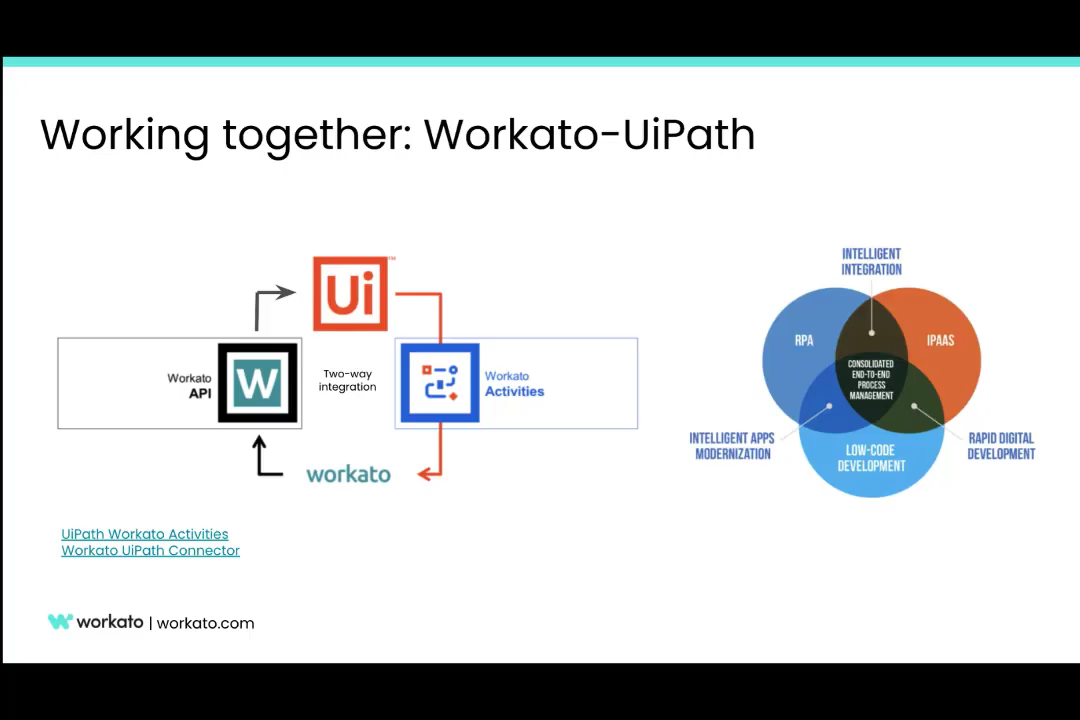 Working together: Workato-UiPath
Ui
TM
Workato
API
W
Two-way
integration
Workato
Activities
workato
INTELLIGENT
INTEGRATION
RPA
IPAAS
CONSOLIDATED
END-TO-END
PROCESS
MANAGEMENT
INTELLIGENT APPS
MODERNIZATION
LOW-CODE
DEVELOPMENT
RAPID DIGITAL
DEVELOPMENT
UiPath Workato Activities
Workato UiPath Connector
workato | workato.com